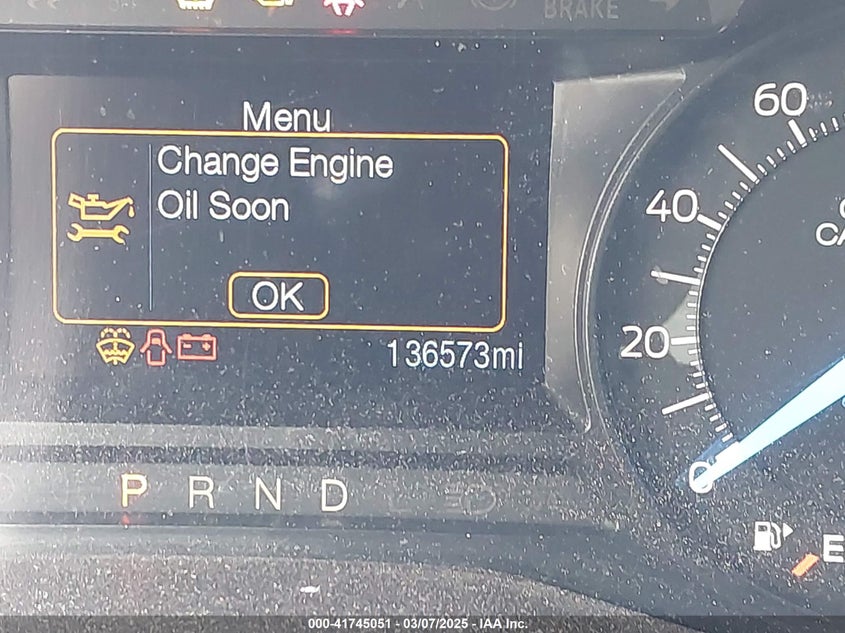 BRAKE
Menu
Change Engine
Oil Soon
OK
136573mi
P R N D
60
40
20
0
E
000-41745051 - 03/07/2025 - IAA Inc.